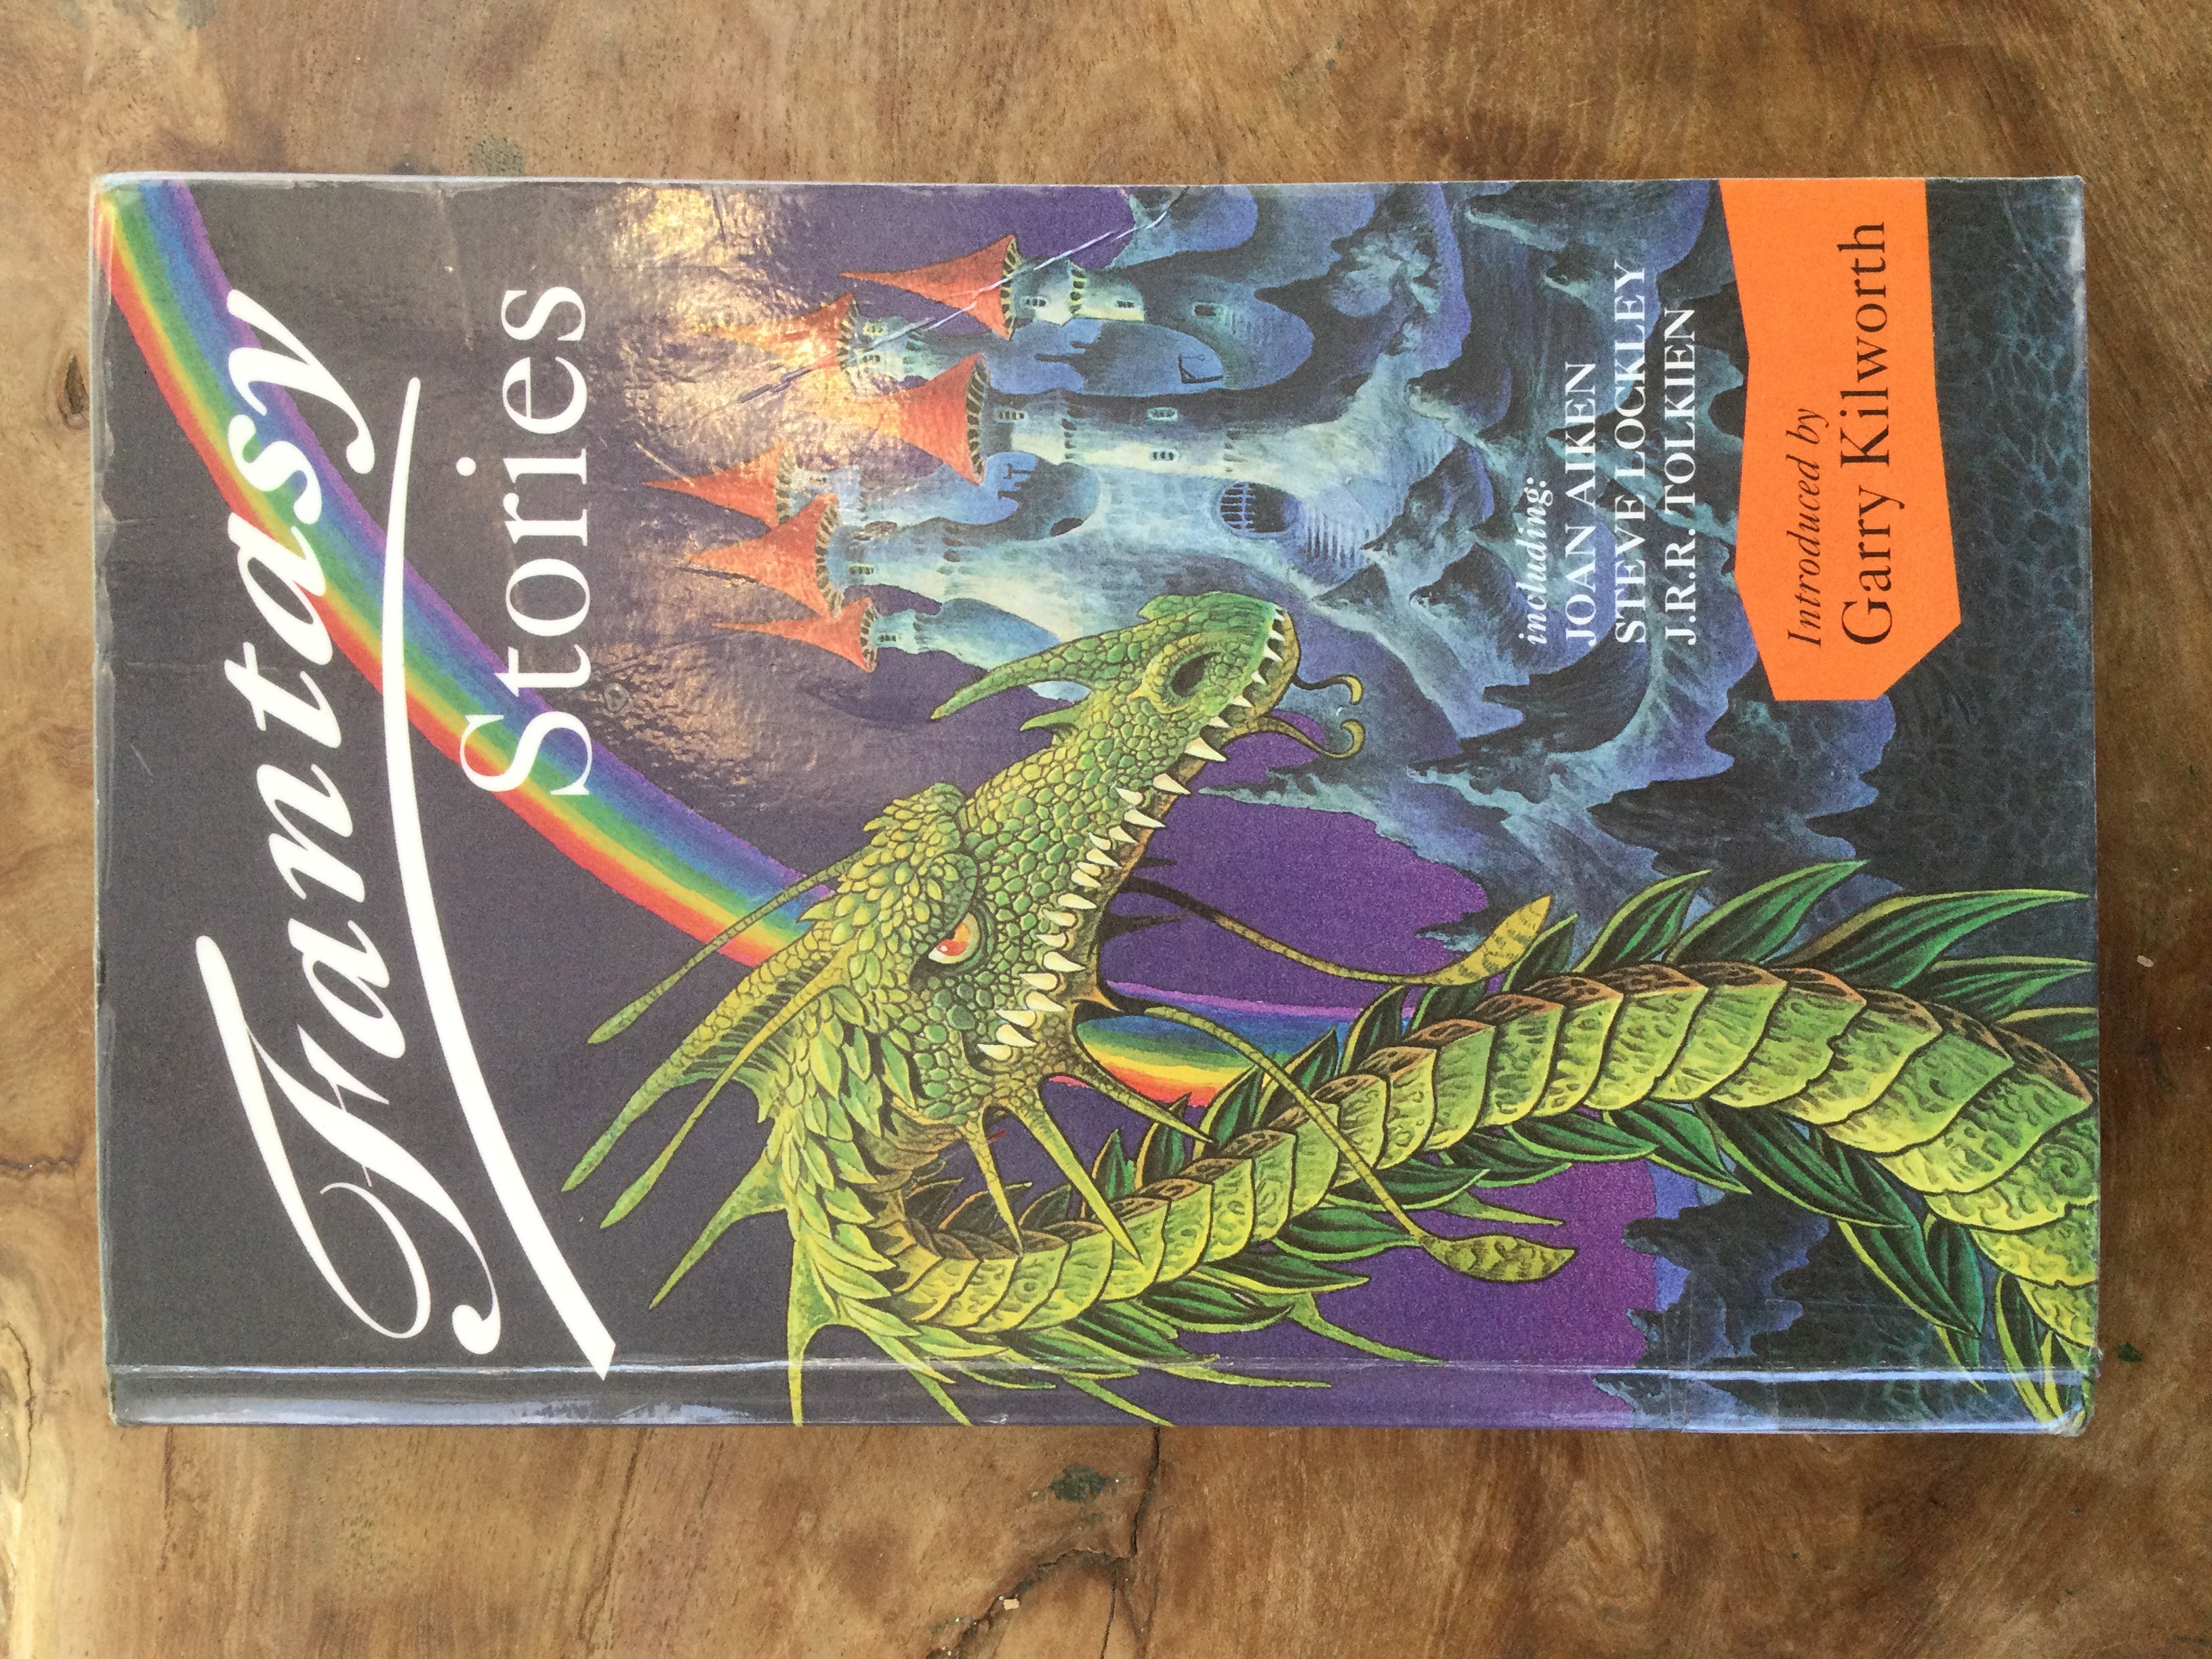 Fantasy
Stories
including:
JOAN AIKEN
STEVE LOCKLEY
J.R.R. TOLKIEN
Introduced by
Garry Kilworth